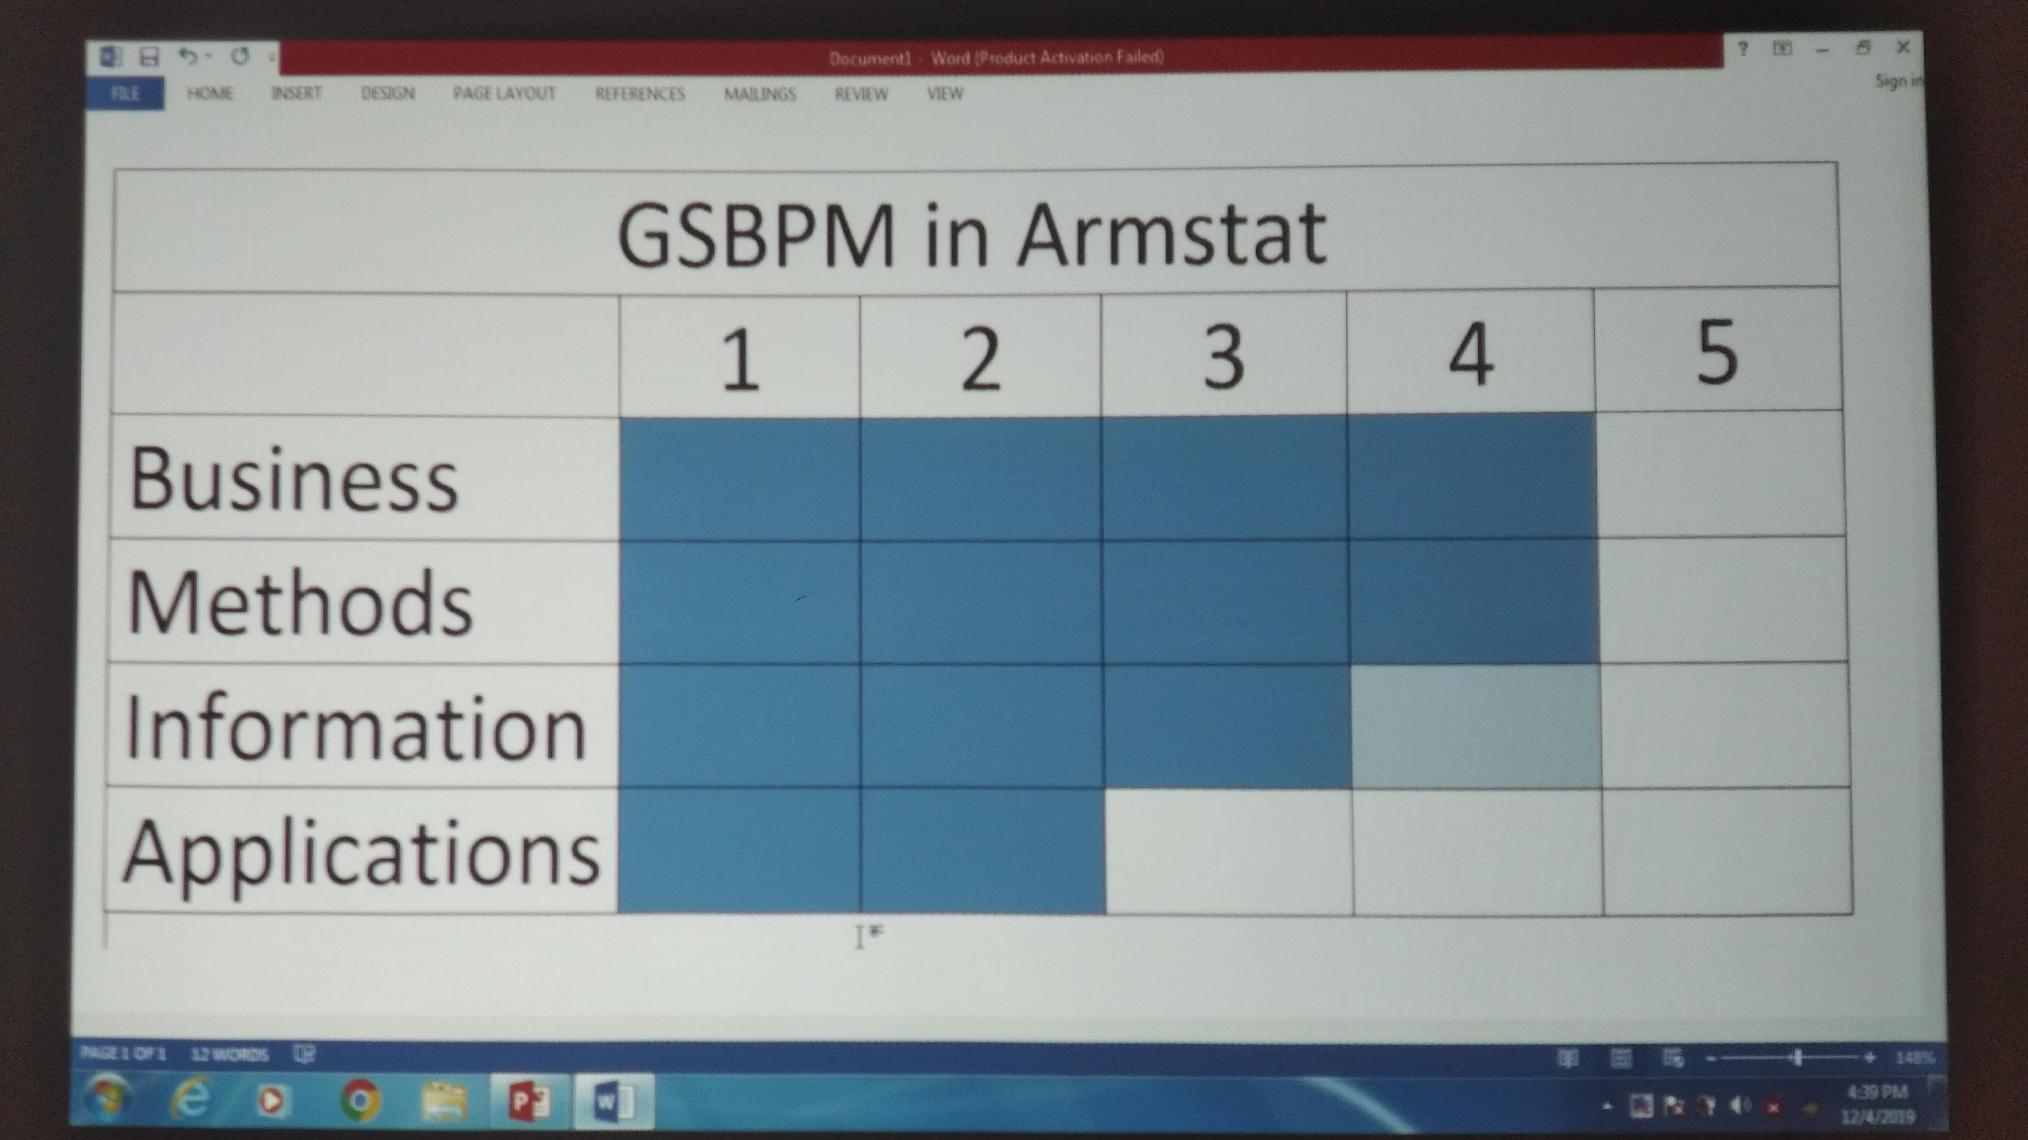 Document1 - Word (Product Activation Failed)
?
Sign in
FILE HOME INSERT DESIGN PAGE LAYOUT REFERENCES MAILINGS REVIEW VIEW
GSBPM in Armstat
1 2 3 4 5
Business
Methods
Information
Applications
PAGE 1 OF 1 12 WORDS 148%
4:39 PM
12/4/2019